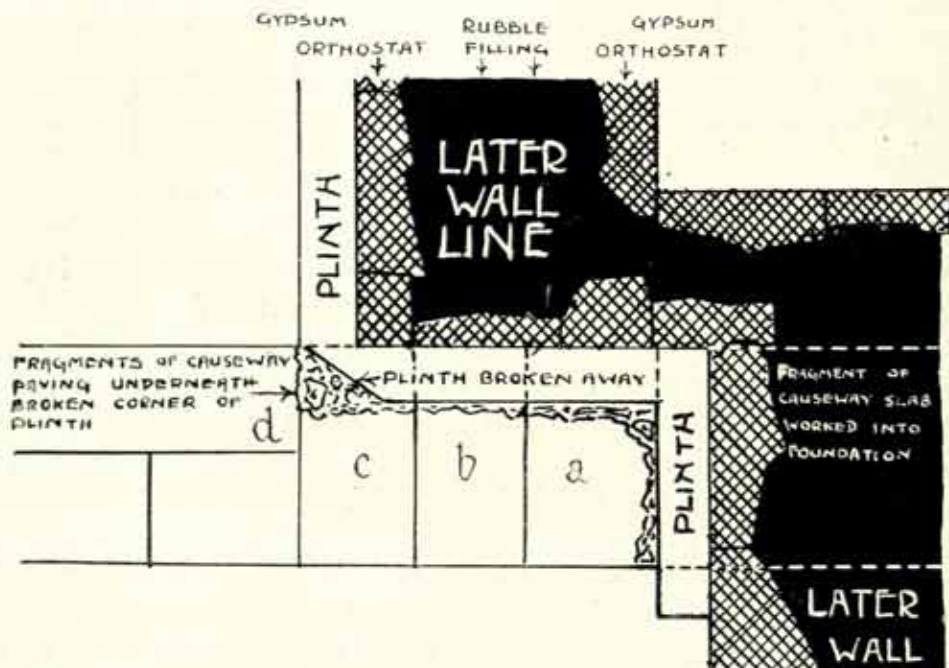 GYPSUM
ORTHOSTAT
RUBBLE
FILLING
GYPSUM
ORTHOSTAT
LATER
WALL
LINE
PLINTH
FRAGMENTS OF CAUSEWAY
PAVING UNDERNEATH
BROKEN CORNER OF
PLINTH
PLINTH BROKEN AWAY
FRAGMENT OF
CAUSEWAY SLAB
WORKED INTO
FOUNDATION
d
c
b
a
PLINTH
LATER
WALL